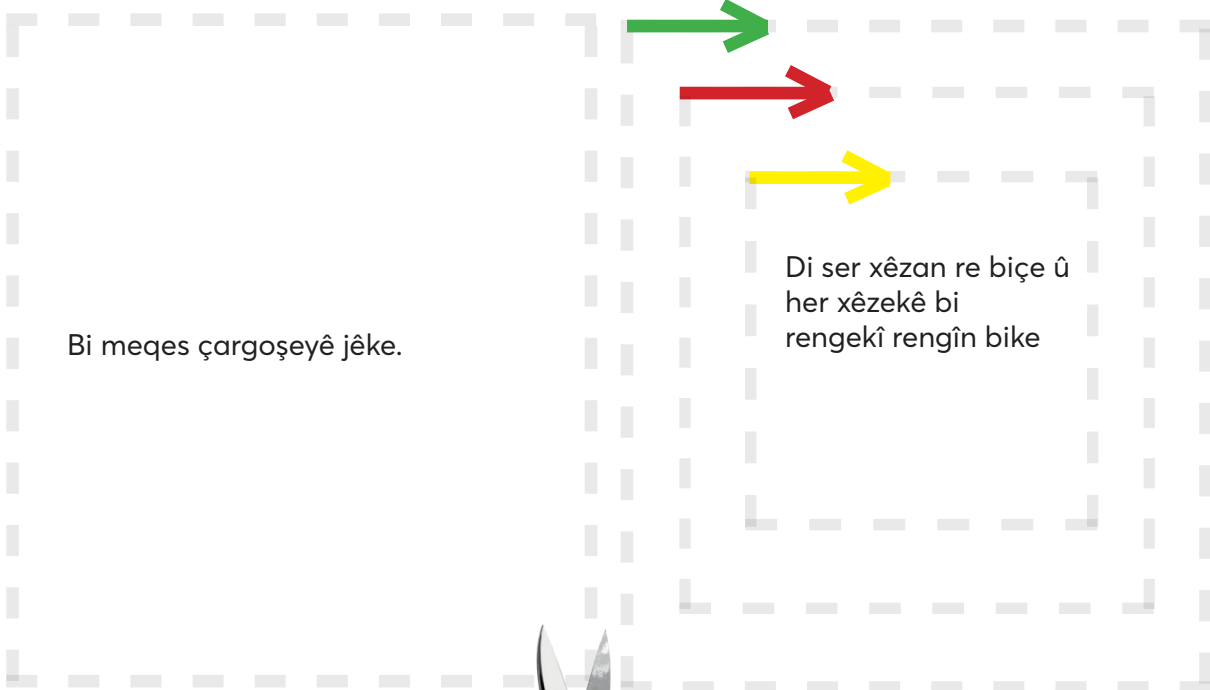 Bi meqes çargoşeyê jêke.
Di ser xêzan re biçe û
her xêzekê bi
rengekî rengîn bike